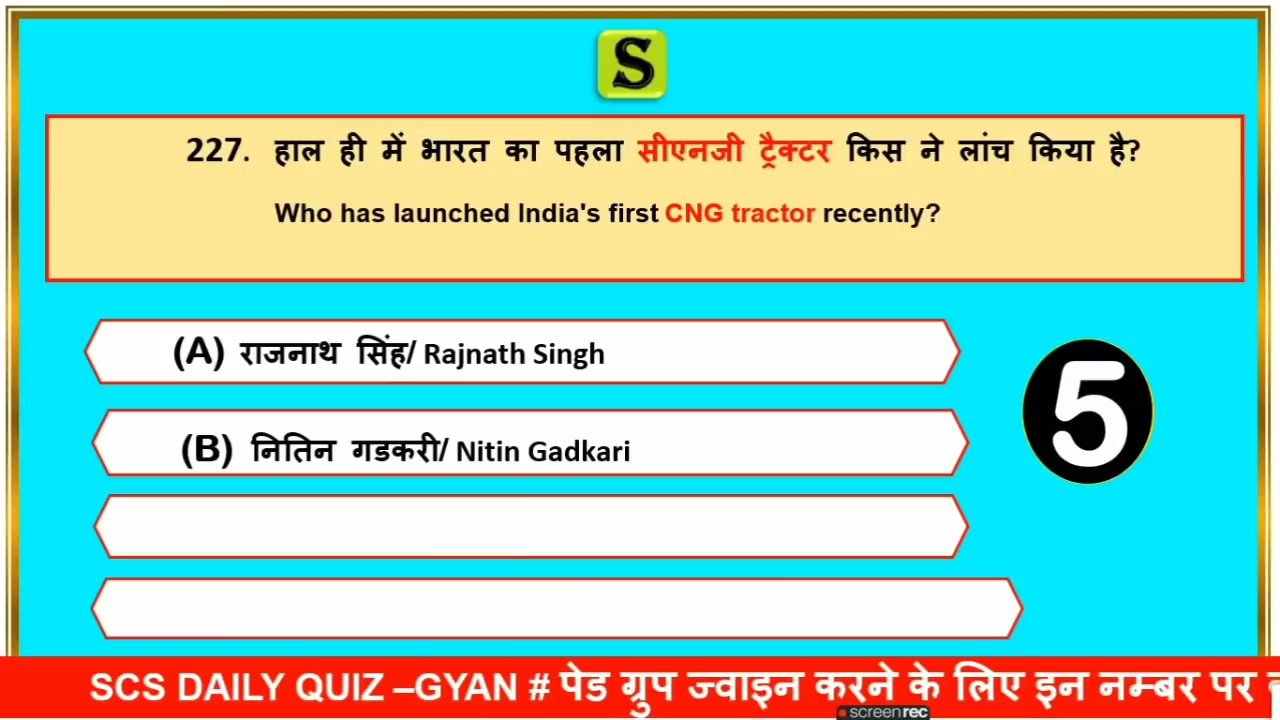 S
227. हाल ही में भारत का पहला सीएनजी ट्रैक्टर किस ने लांच किया है?
Who has launched India's first CNG tractor recently?
(A) राजनाथ सिंह/ Rajnath Singh
5
(B) नितिन गडकरी/ Nitin Gadkari
SCS DAILY QUIZ –GYAN # पेड ग्रुप ज्वाइन करने के लिए इन नम्बर पर
screenrec